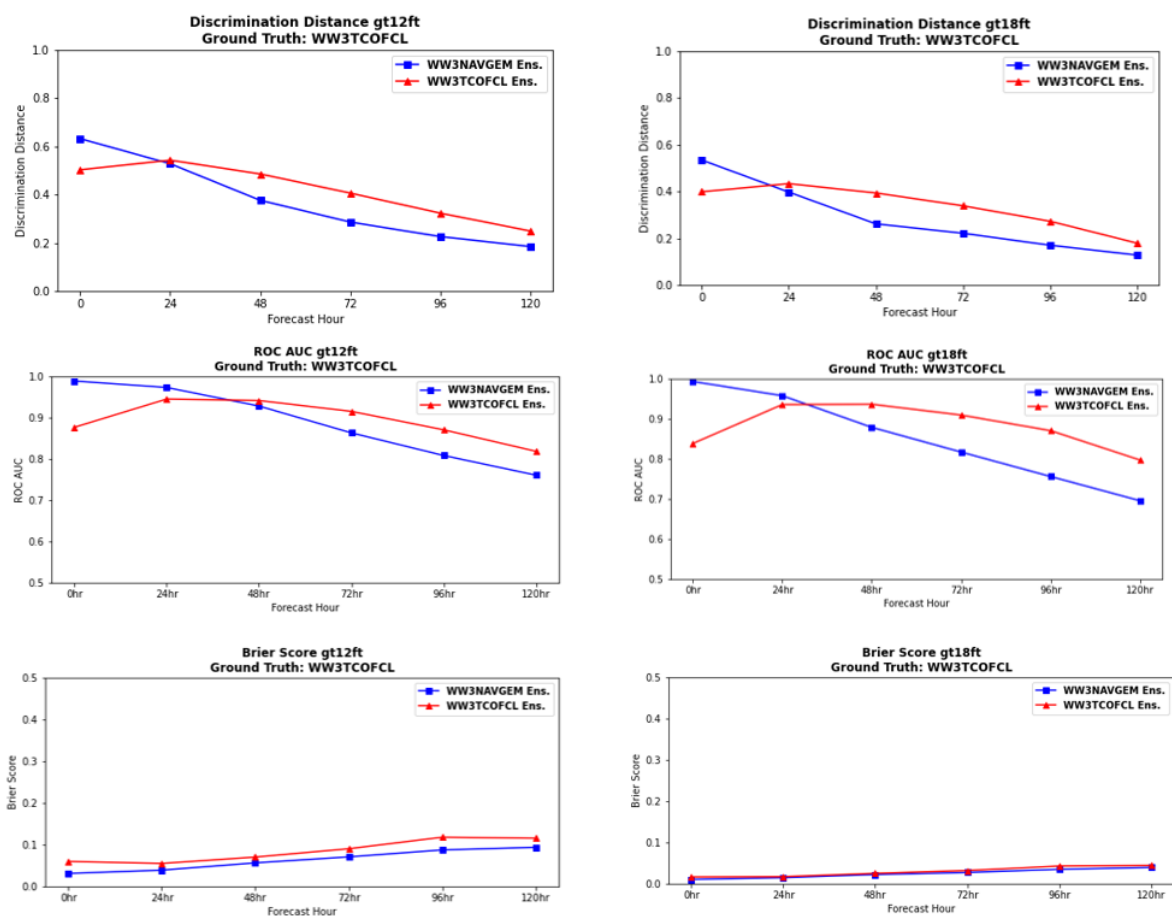 Discrimination Distance gt12ft
Ground Truth: WW3TCOFCL
WW3NAVGEM Ens.
WW3TCOFCL Ens.
Discrimination Distance
1.0
0.8
0.6
0.4
0.2
0.0
0 24 48 72 96 120
Forecast Hour
Discrimination Distance gt18ft
Ground Truth: WW3TCOFCL
WW3NAVGEM Ens.
WW3TCOFCL Ens.
Discrimination Distance
1.0
0.8
0.6
0.4
0.2
0.0
0 24 48 72 96 120
Forecast Hour
ROC AUC gt12ft
Ground Truth: WW3TCOFCL
WW3NAVGEM Ens.
WW3TCOFCL Ens.
ROC AUC
1.0
0.9
0.8
0.7
0.6
0.5
0hr 24hr 48hr 72hr 96hr 120hr
Forecast Hour
ROC AUC gt18ft
Ground Truth: WW3TCOFCL
WW3NAVGEM Ens.
WW3TCOFCL Ens.
ROC AUC
1.0
0.9
0.8
0.7
0.6
0.5
0hr 24hr 48hr 72hr 96hr 120hr
Forecast Hour
Brier Score gt12ft
Ground Truth: WW3TCOFCL
WW3NAVGEM Ens.
WW3TCOFCL Ens.
Brier Score
0.5
0.4
0.3
0.2
0.1
0.0
0hr 24hr 48hr 72hr 96hr 120hr
Forecast Hour
Brier Score gt18ft
Ground Truth: WW3TCOFCL
WW3NAVGEM Ens.
WW3TCOFCL Ens.
Brier Score
0.5
0.4
0.3
0.2
0.1
0.0
0hr 24hr 48hr 72hr 96hr 120hr
Forecast Hour